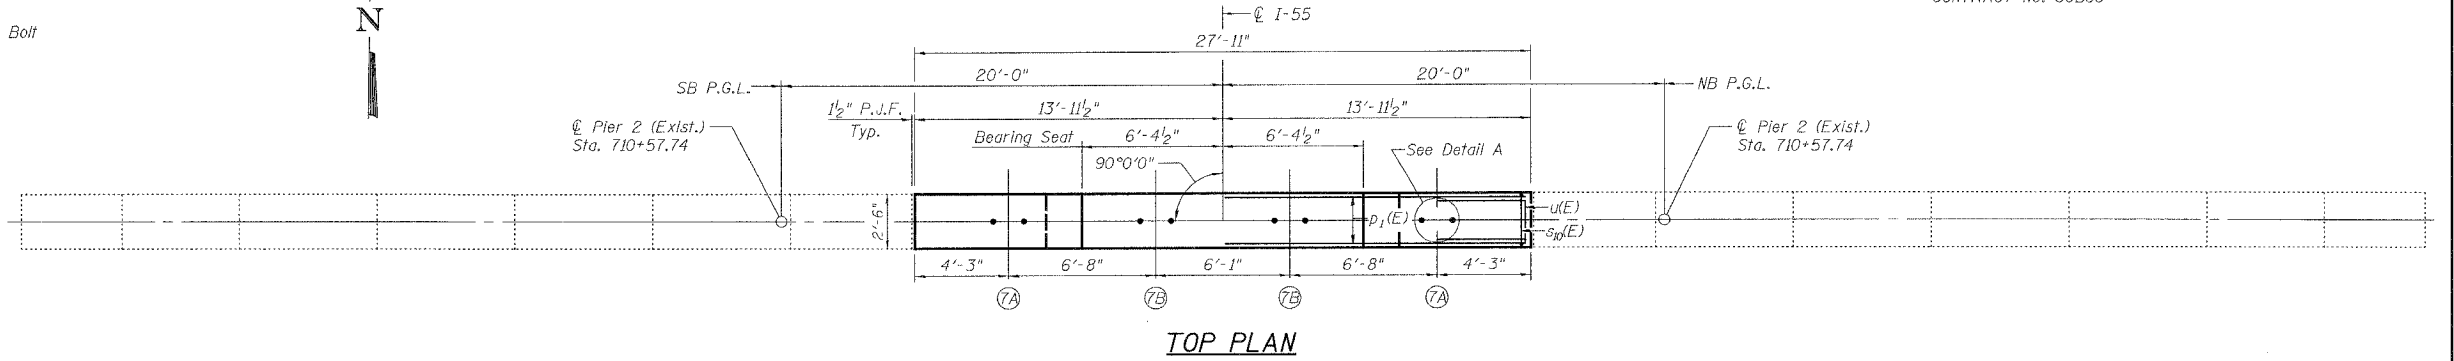 Bolt
N
℄ I-55
27'-11"
20'-0"
20'-0"
SB P.G.L.
NB P.G.L.
1½" P.J.F.
Typ.
13'-11½"
13'-11½"
℄ Pier 2 (Exist.)
Sta. 710+57.74
Bearing Seat
6'-4½"
6'-4½"
℄ Pier 2 (Exist.)
Sta. 710+57.74
90°0'0"
See Detail A
2'-6"
p1(E)
u(E)
s10(E)
4'-3"
6'-8"
6'-1"
6'-8"
4'-3"
7A
7B
7B
7A
TOP PLAN